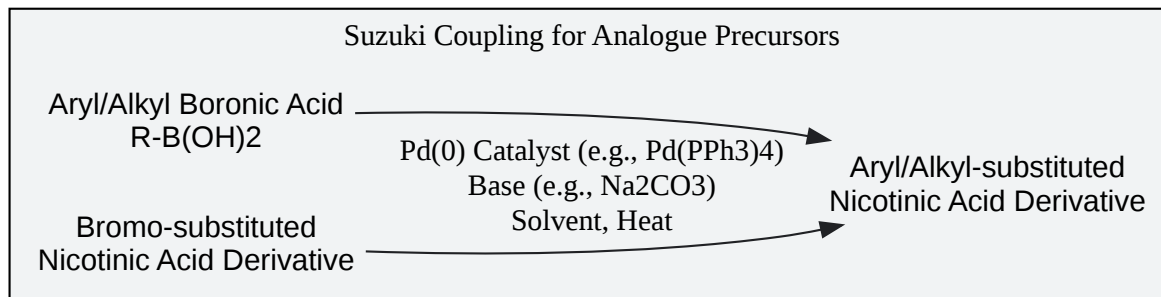 Suzuki Coupling for Analogue Precursors
Aryl/Alkyl Boronic Acid
R-B(OH)2
Pd(0) Catalyst (e.g., Pd(PPh3)4)
Base (e.g., Na2CO3)
Solvent, Heat
Bromo-substituted
Nicotinic Acid Derivative
Aryl/Alkyl-substituted
Nicotinic Acid Derivative